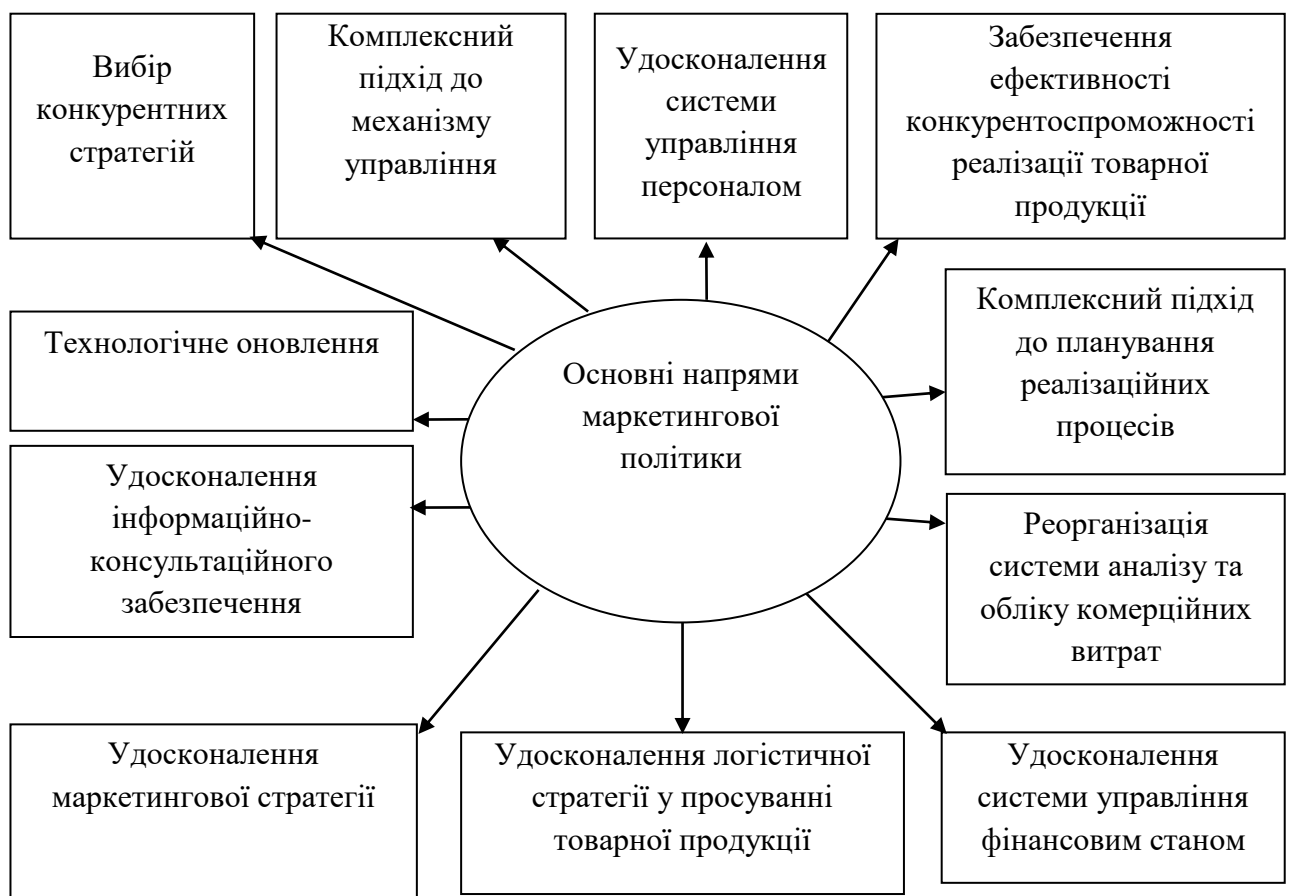 Вибір
конкурентних
стратегій
Комплексний
підхід до
механізму
управління
Удосконалення
системи
управління
персоналом
Забезпечення
ефективності
конкурентоспроможності
реалізації товарної
продукції
Технологічне оновлення
Основні напрями
маркетингової
політики
Комплексний підхід
до планування
реалізаційних
процесів
Удосконалення
інформаційно-
консультаційного
забезпечення
Реорганізація
системи аналізу та
обліку комерційних
витрат
Удосконалення
маркетингової стратегії
Удосконалення логістичної
стратегії у просуванні
товарної продукції
Удосконалення
системи управління
фінансовим станом